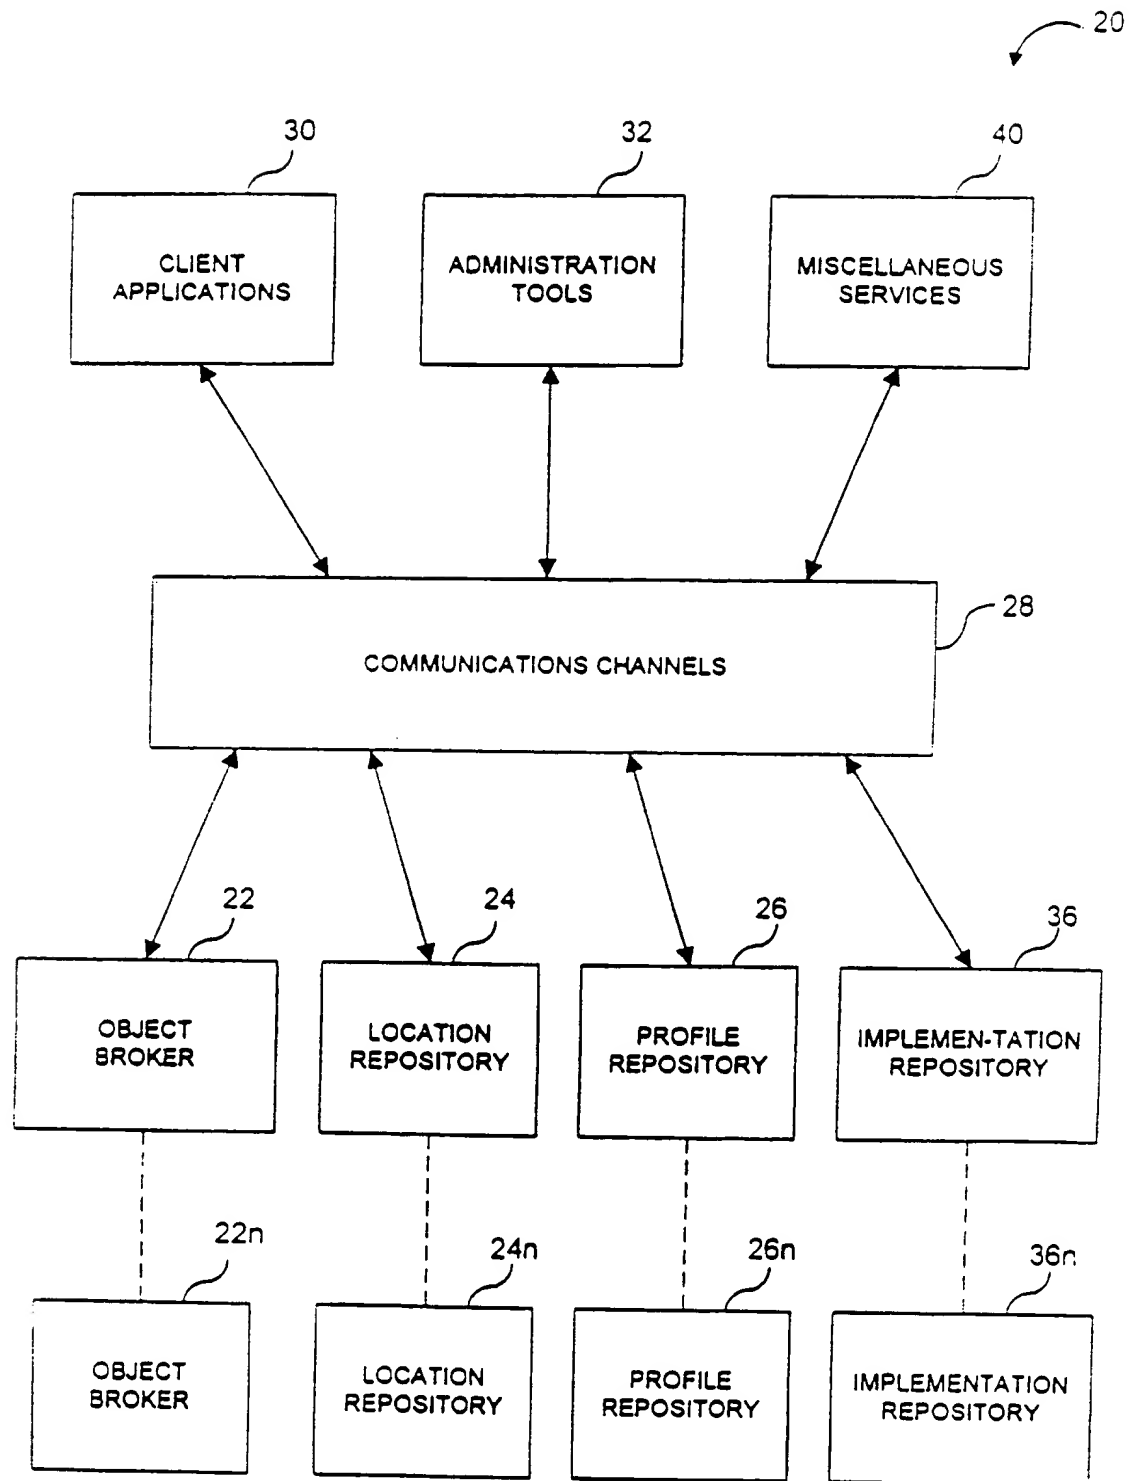 20
30
32
40
CLIENT
APPLICATIONS
ADMINISTRATION
TOOLS
MISCELLANEOUS
SERVICES
28
COMMUNICATIONS CHANNELS
22
24
26
36
OBJECT
BROKER
LOCATION
REPOSITORY
PROFILE
REPOSITORY
IMPLEMEN-TATION
REPOSITORY
22n
24n
26n
36n
OBJECT
BROKER
LOCATION
REPOSITORY
PROFILE
REPOSITORY
IMPLEMENTATION
REPOSITORY